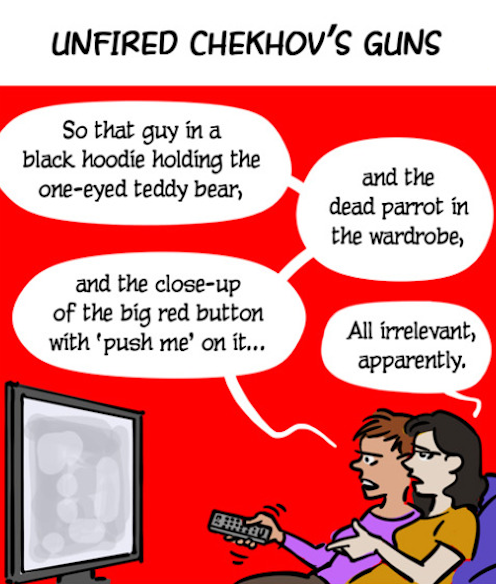 UNFIRED CHEKHOV'S GUNS
So that guy in a
black hoodie holding the
one-eyed teddy bear,
and the
dead parrot in
the wardrobe,
and the close-up
of the big red button
with 'push me' on it...
All irrelevant,
apparently.